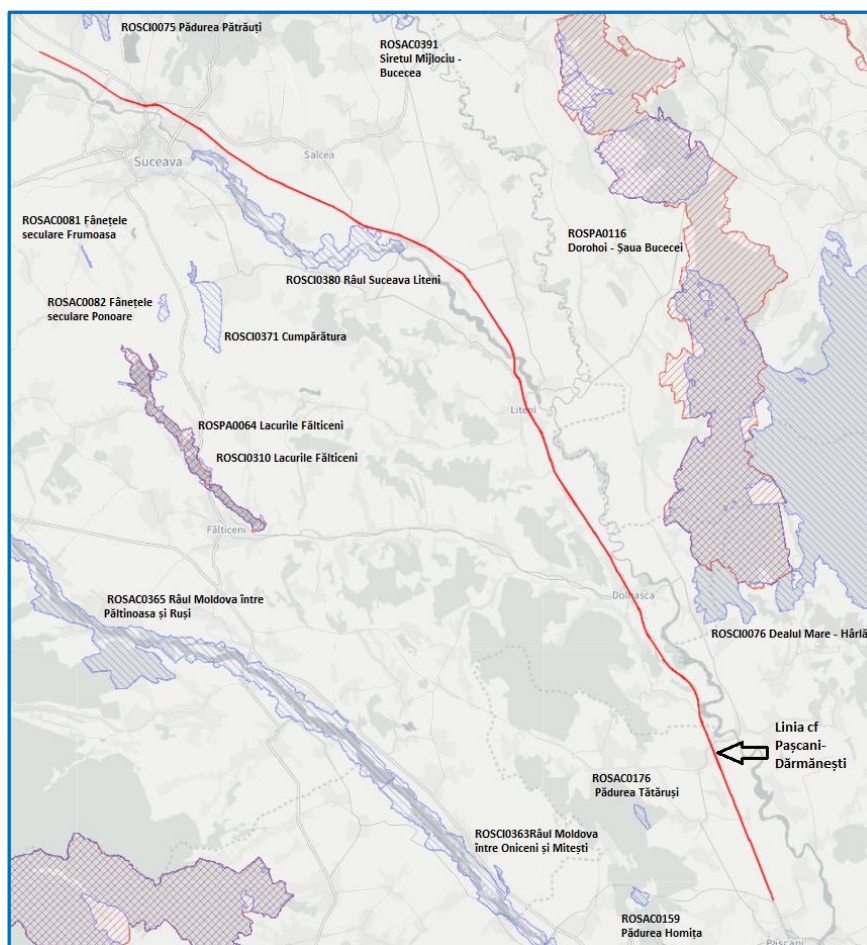 ROSCI0075 Pădurea Pătrăuți
ROSAC0391
Siretul Mijlociu -
Bucecea
Salcea
Suceava
ROSAC0081 Fânețele
seculare Frumoasa
ROSPA0116
Dorohoi - Șaua Bucecei
ROSCI0380 Râul Suceava Liteni
ROSAC0082 Fânețele
seculare Ponoare
ROSCI0371 Cumpărătura
Liteni
ROSPA0064 Lacurile Fălticeni
ROSCI0310 Lacurile Fălticeni
Fălticeni
ROSAC0365 Râul Moldova între
Păltinoasa și Ruși
Dolhasca
ROSCI0076 Dealul Mare - Hârlă
Linia cf
Pașcani-
Dărmănești
ROSAC0176
Pădurea Tătăruși
ROSCI0363Râul Moldova
între Oniceni și Mitești
ROSAC0159
Pădurea Homița
Pașcani